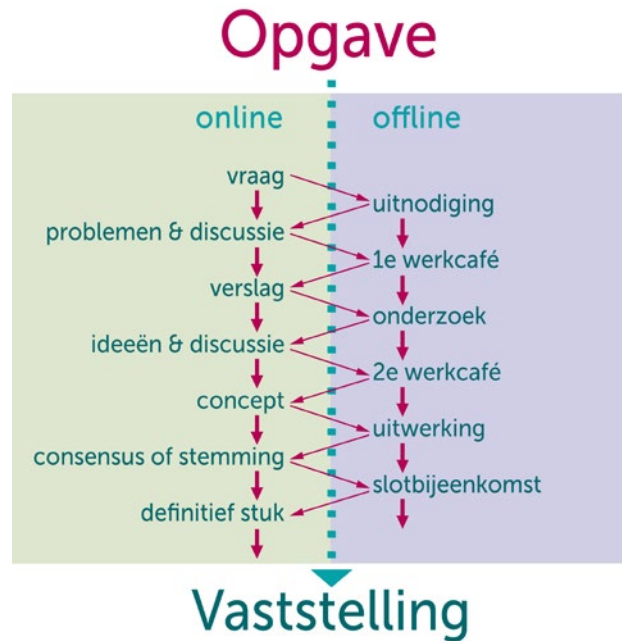 Opgave
online
offline
vraag
uitnodiging
problemen & discussie
1e werkcafé
verslag
onderzoek
ideeën & discussie
2e werkcafé
concept
uitwerking
consensus of stemming
slotbijeenkomst
definitief stuk
Vaststelling